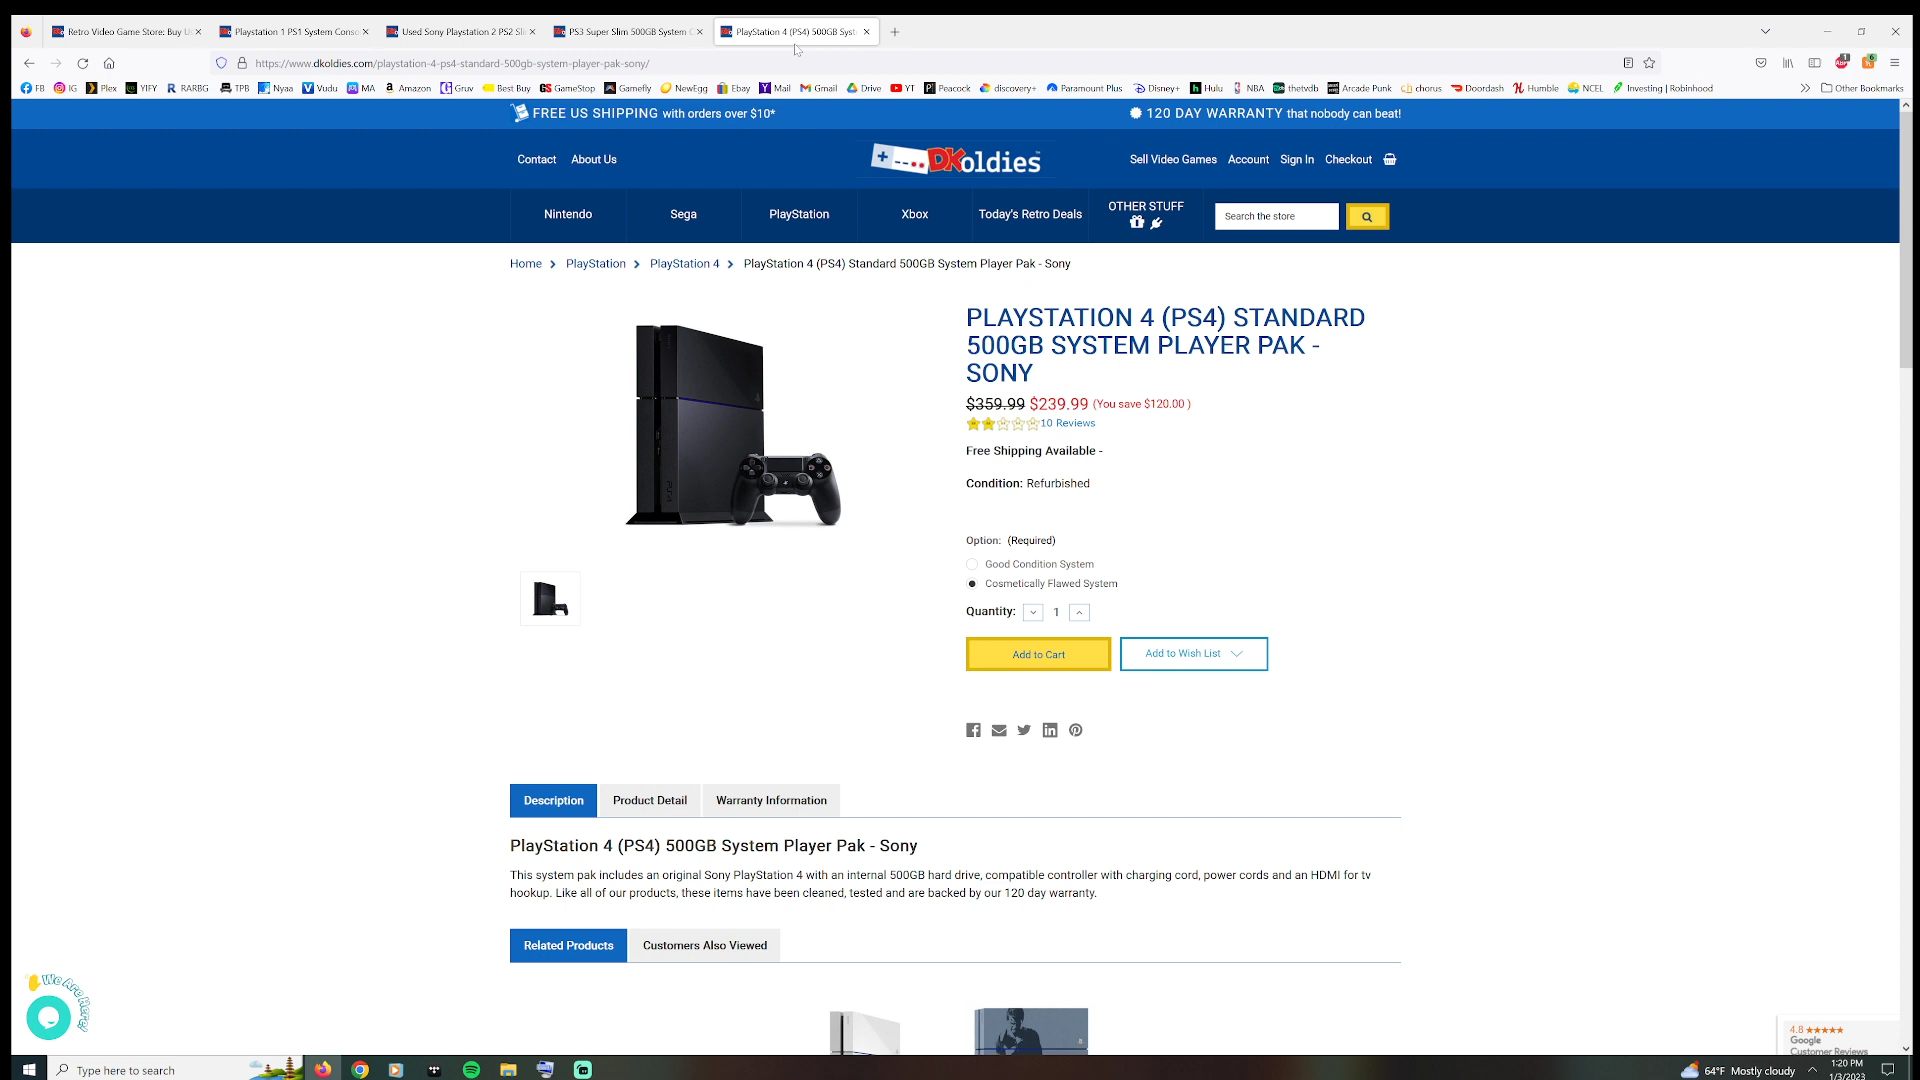 Retro Video Game Store: Buy Us
Playstation 1 PS1 System Conso
Used Sony Playstation 2 PS2 Sli
PS3 Super Slim 500GB System C
PlayStation 4 (PS4) 500GB Syst
https://www.dkoldies.com/playstation-4-ps4-standard-500gb-system-player-pak-sony/
FB IG Plex YIFY RARBG TPB Nyaa Vudu MA Amazon Gruv Best Buy GameStop Gamefly NewEgg Ebay Mail Gmail Drive YT Peacock discovery+ Paramount Plus Disney+ Hulu NBA thetvdb Arcade Punk chorus Doordash Humble NCEL Investing | Robinhood Other Bookmarks
FREE US SHIPPING with orders over $10*
120 DAY WARRANTY that nobody can beat!
Contact About Us
DKoldies
Sell Video Games Account Sign In Checkout
Nintendo Sega PlayStation Xbox Today's Retro Deals OTHER STUFF
Search the store
Home PlayStation PlayStation 4 PlayStation 4 (PS4) Standard 500GB System Player Pak - Sony
PLAYSTATION 4 (PS4) STANDARD
500GB SYSTEM PLAYER PAK -
SONY
$359.99 $239.99 (You save $120.00 )
10 Reviews
Free Shipping Available -
Condition: Refurbished
Option: (Required)
Good Condition System
Cosmetically Flawed System
Quantity: 1
Add to Cart
Add to Wish List
Description Product Detail Warranty Information
PlayStation 4 (PS4) 500GB System Player Pak - Sony
This system pak includes an original Sony PlayStation 4 with an internal 500GB hard drive, compatible controller with charging cord, power cords and an HDMI for tv
hookup. Like all of our products, these items have been cleaned, tested and are backed by our 120 day warranty.
Related Products Customers Also Viewed
We Are Here!
4.8
Google
Customer Reviews
Type here to search
64°F Mostly cloudy
1:20 PM
1/3/2023